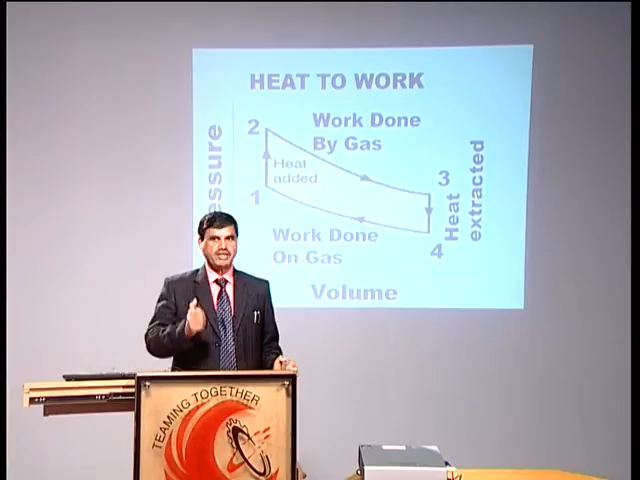 HEAT TO WORK
2
Work Done
By Gas
Heat
added
3
Heat
extracted
1
Work Done
On Gas
4
Volume
TEAMING TOGETHER